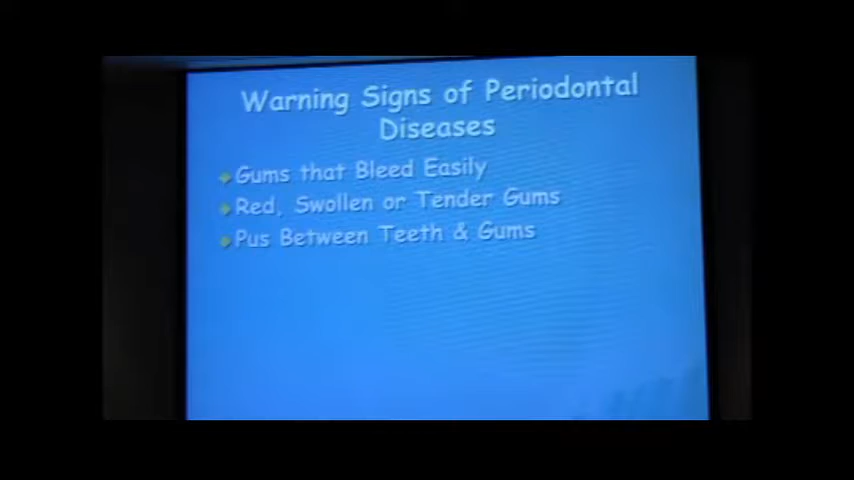 Warning Signs of Periodontal
Diseases
Gums that Bleed Easily
Red, Swollen or Tender Gums
Pus Between Teeth & Gums